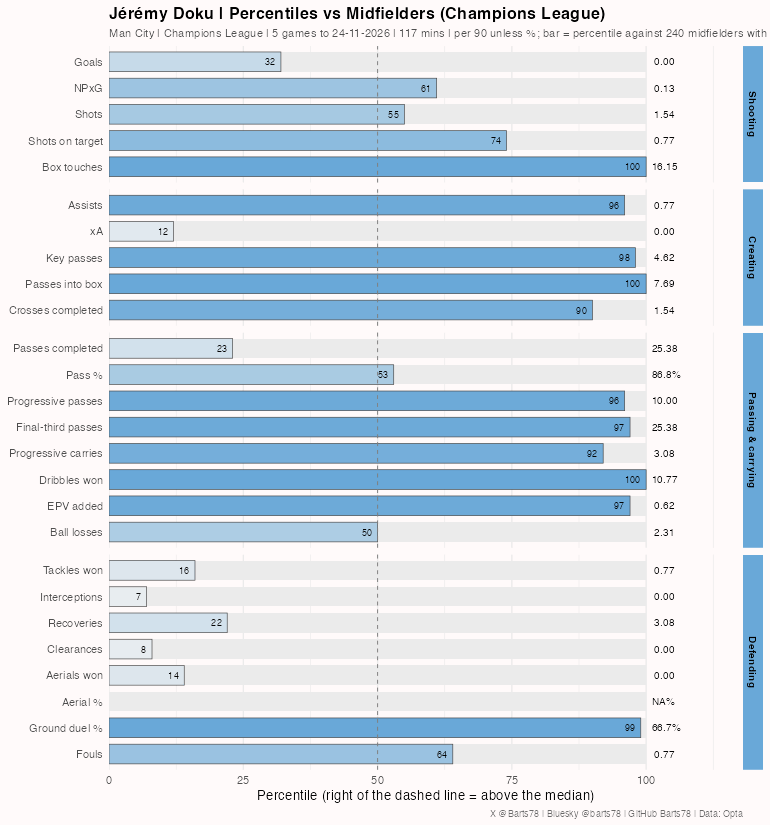 Jérémy Doku | Percentiles vs Midfielders (Champions League)
Man City | Champions League | 5 games to 24-11-2026 | 117 mins | per 90 unless %; bar = percentile against 240 midfielders with
Goals 32 0.00
NPxG 61 0.13
Shots 55 1.54
Shots on target 74 0.77
Box touches 100 16.15
Shooting
Assists 96 0.77
xA 12 0.00
Key passes 98 4.62
Passes into box 100 7.69
Crosses completed 90 1.54
Creating
Passes completed 23 25.38
Pass % 53 86.8%
Progressive passes 96 10.00
Final-third passes 97 25.38
Progressive carries 92 3.08
Dribbles won 100 10.77
EPV added 97 0.62
Ball losses 50 2.31
Passing & carrying
Tackles won 16 0.77
Interceptions 7 0.00
Recoveries 22 3.08
Clearances 8 0.00
Aerials won 14 0.00
Aerial % NA%
Ground duel % 99 66.7%
Fouls 64 0.77
Defending
0 25 50 75 100
Percentile (right of the dashed line = above the median)
X @Barts78 | Bluesky @barts78 | GitHub Barts78 | Data: Opta